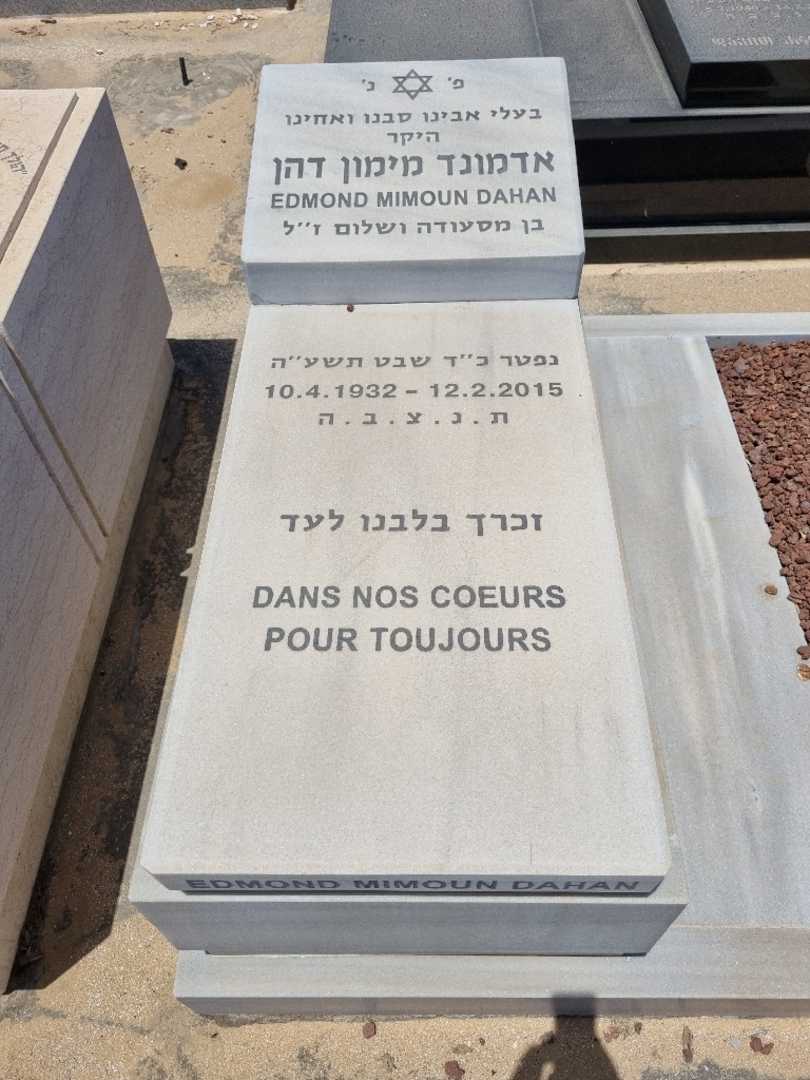 פ' נ'
בעלי אבינו סבנו ואחינו
היקר
אדמונד מימון דהן
EDMOND MIMOUN DAHAN
בן מסעודה ושלום ז''ל
נפטר כ''ד שבט תשע''ה
10.4.1932 - 12.2.2015
ת.נ.צ.ב.ה
זכרך בלבנו לעד
DANS NOS COEURS
POUR TOUJOURS
EDMOND MIMOUN DAHAN